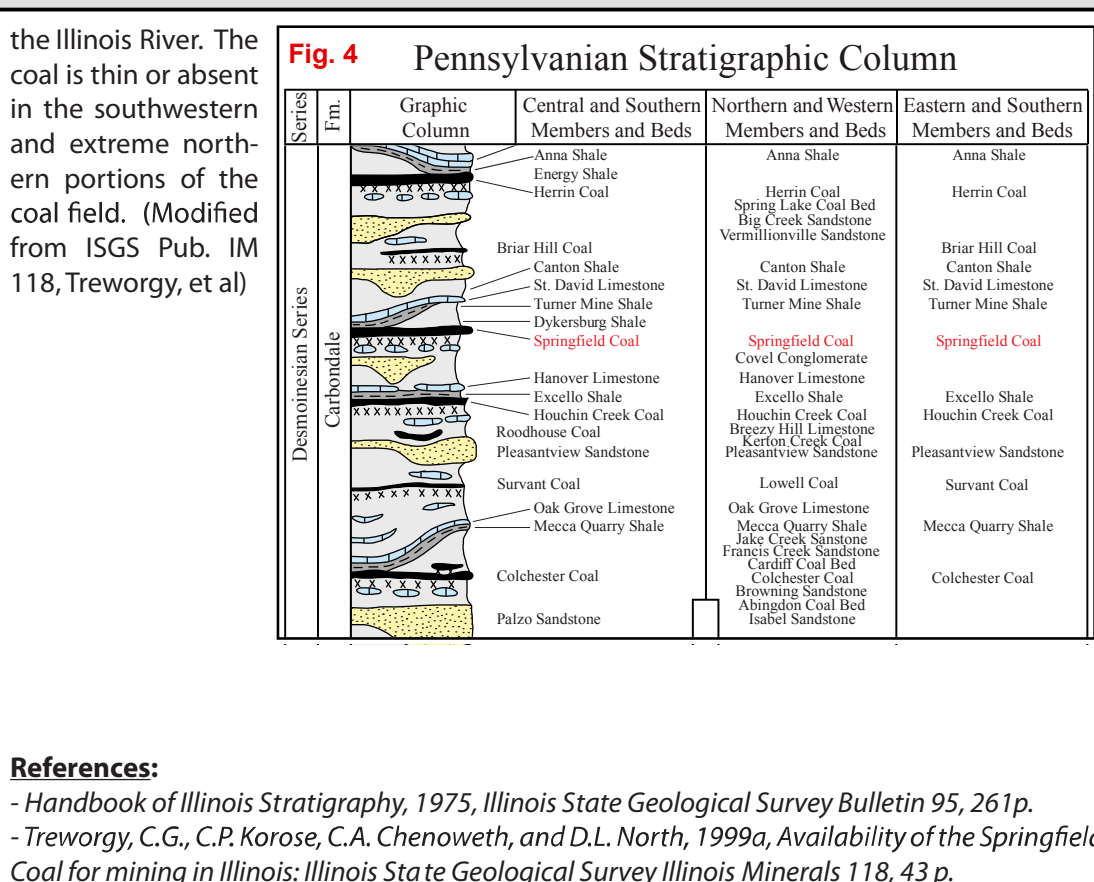 the Illinois River. The
coal is thin or absent
in the southwestern
and extreme north-
ern portions of the
coal field. (Modified
from ISGS Pub. IM
118, Treworgy, et al)
Fig. 4
Pennsylvanian Stratigraphic Column
Series
Fm.
Graphic
Column
Central and Southern
Members and Beds
Northern and Western
Members and Beds
Eastern and Southern
Members and Beds
Desmoinesian Series
Carbondale
Anna Shale
Energy Shale
Herrin Coal
Briar Hill Coal
Canton Shale
St. David Limestone
Turner Mine Shale
Dykersburg Shale
Springfield Coal
Hanover Limestone
Excello Shale
Houchin Creek Coal
Roodhouse Coal
Pleasantview Sandstone
Survant Coal
Oak Grove Limestone
Mecca Quarry Shale
Colchester Coal
Palzo Sandstone
Anna Shale
Herrin Coal
Spring Lake Coal Bed
Big Creek Sandstone
Vermillionville Sandstone
Canton Shale
St. David Limestone
Turner Mine Shale
Springfield Coal
Covel Conglomerate
Hanover Limestone
Excello Shale
Houchin Creek Coal
Breezy Hill Limestone
Kerton Creek Coal
Pleasantview Sandstone
Lowell Coal
Oak Grove Limestone
Mecca Quarry Shale
Jake Creek Sanstone
Francis Creek Sandstone
Cardiff Coal Bed
Colchester Coal
Browning Sandstone
Abingdon Coal Bed
Isabel Sandstone
Anna Shale
Herrin Coal
Briar Hill Coal
Canton Shale
St. David Limestone
Turner Mine Shale
Springfield Coal
Excello Shale
Houchin Creek Coal
Pleasantview Sandstone
Survant Coal
Mecca Quarry Shale
Colchester Coal
References:
- Handbook of Illinois Stratigraphy, 1975, Illinois State Geological Survey Bulletin 95, 261p.
- Treworgy, C.G., C.P. Korose, C.A. Chenoweth, and D.L. North, 1999a, Availability of the Springfield
Coal for mining in Illinois: Illinois State Geological Survey Illinois Minerals 118, 43 p.